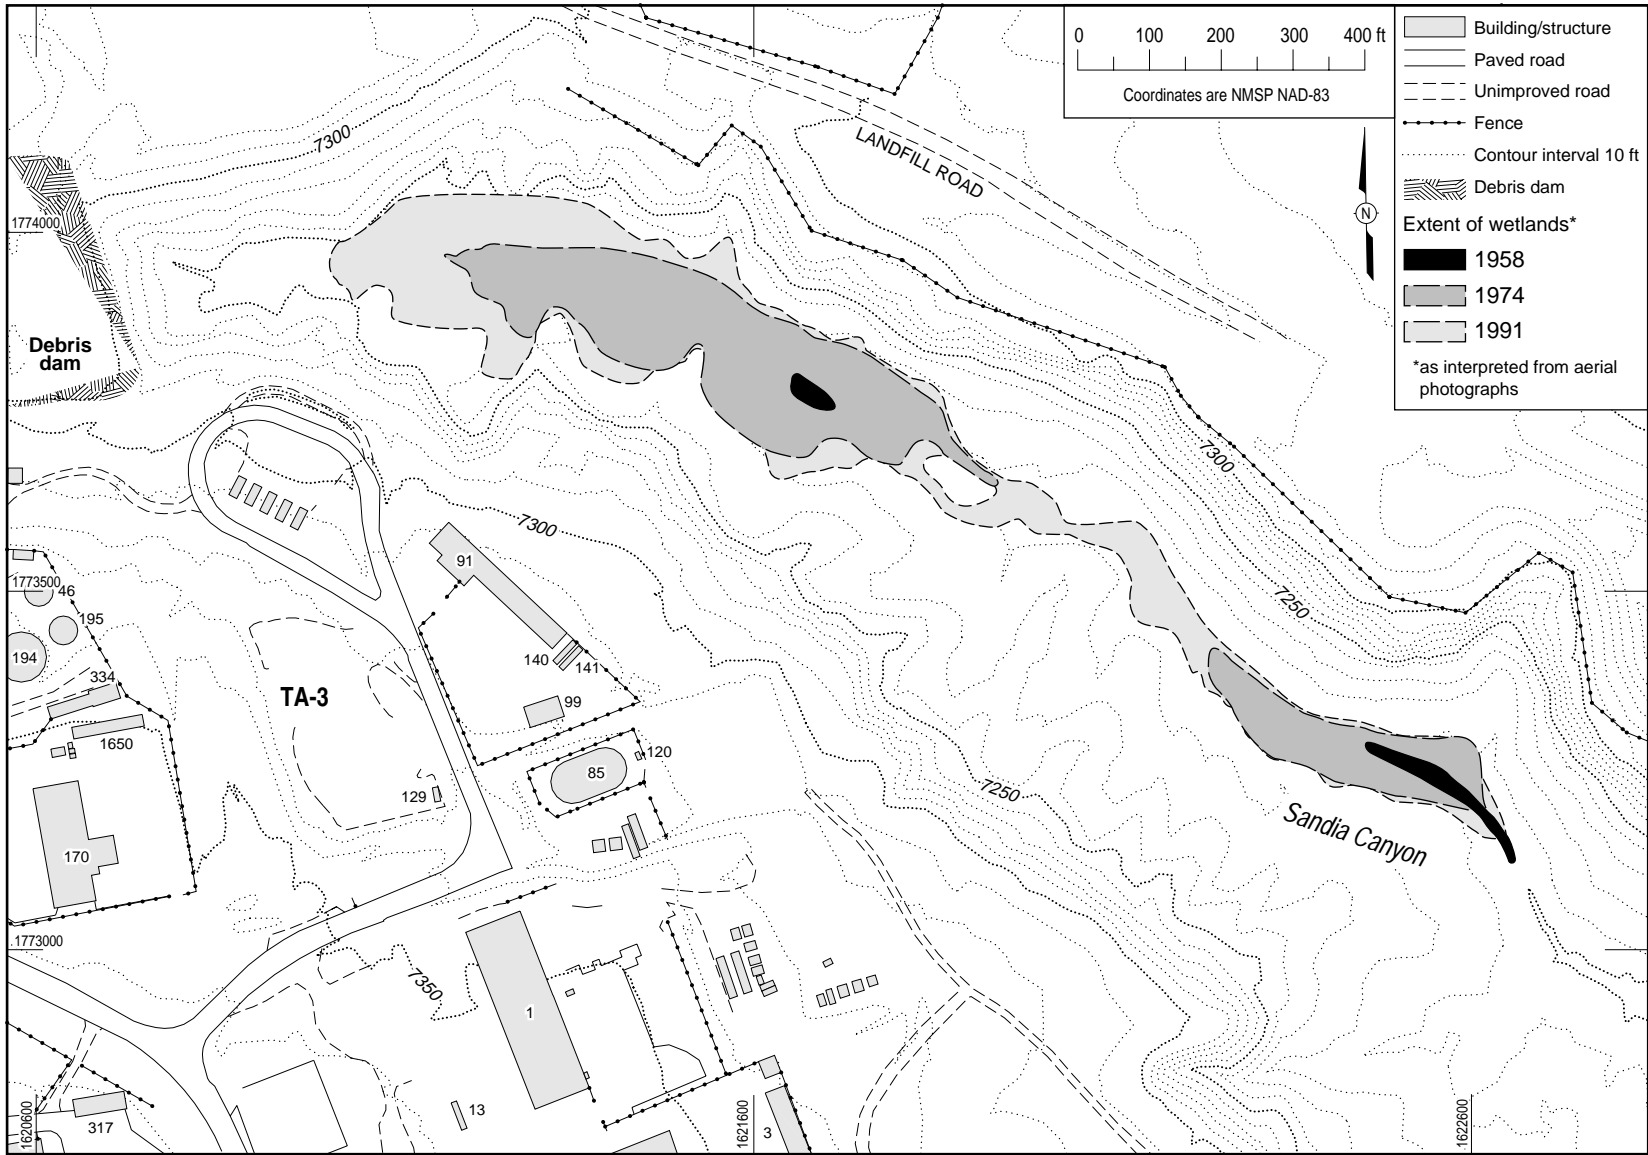 0 100 200 300 400 ft
Coordinates are NMSP NAD-83
Building/structure
Paved road
Unimproved road
Fence
Contour interval 10 ft
Debris dam
Extent of wetlands*
1958
1974
1991
*as interpreted from aerial
photographs
N
7300
LANDFILL ROAD
1774000
Debris
dam
7300
7300
91
1773500
46
195
194
140
141
7250
334
TA-3
99
1650
120
85
129
7250
Sandia Canyon
170
1773000
7350
1
13
317
3
1620600
1621600
1622600